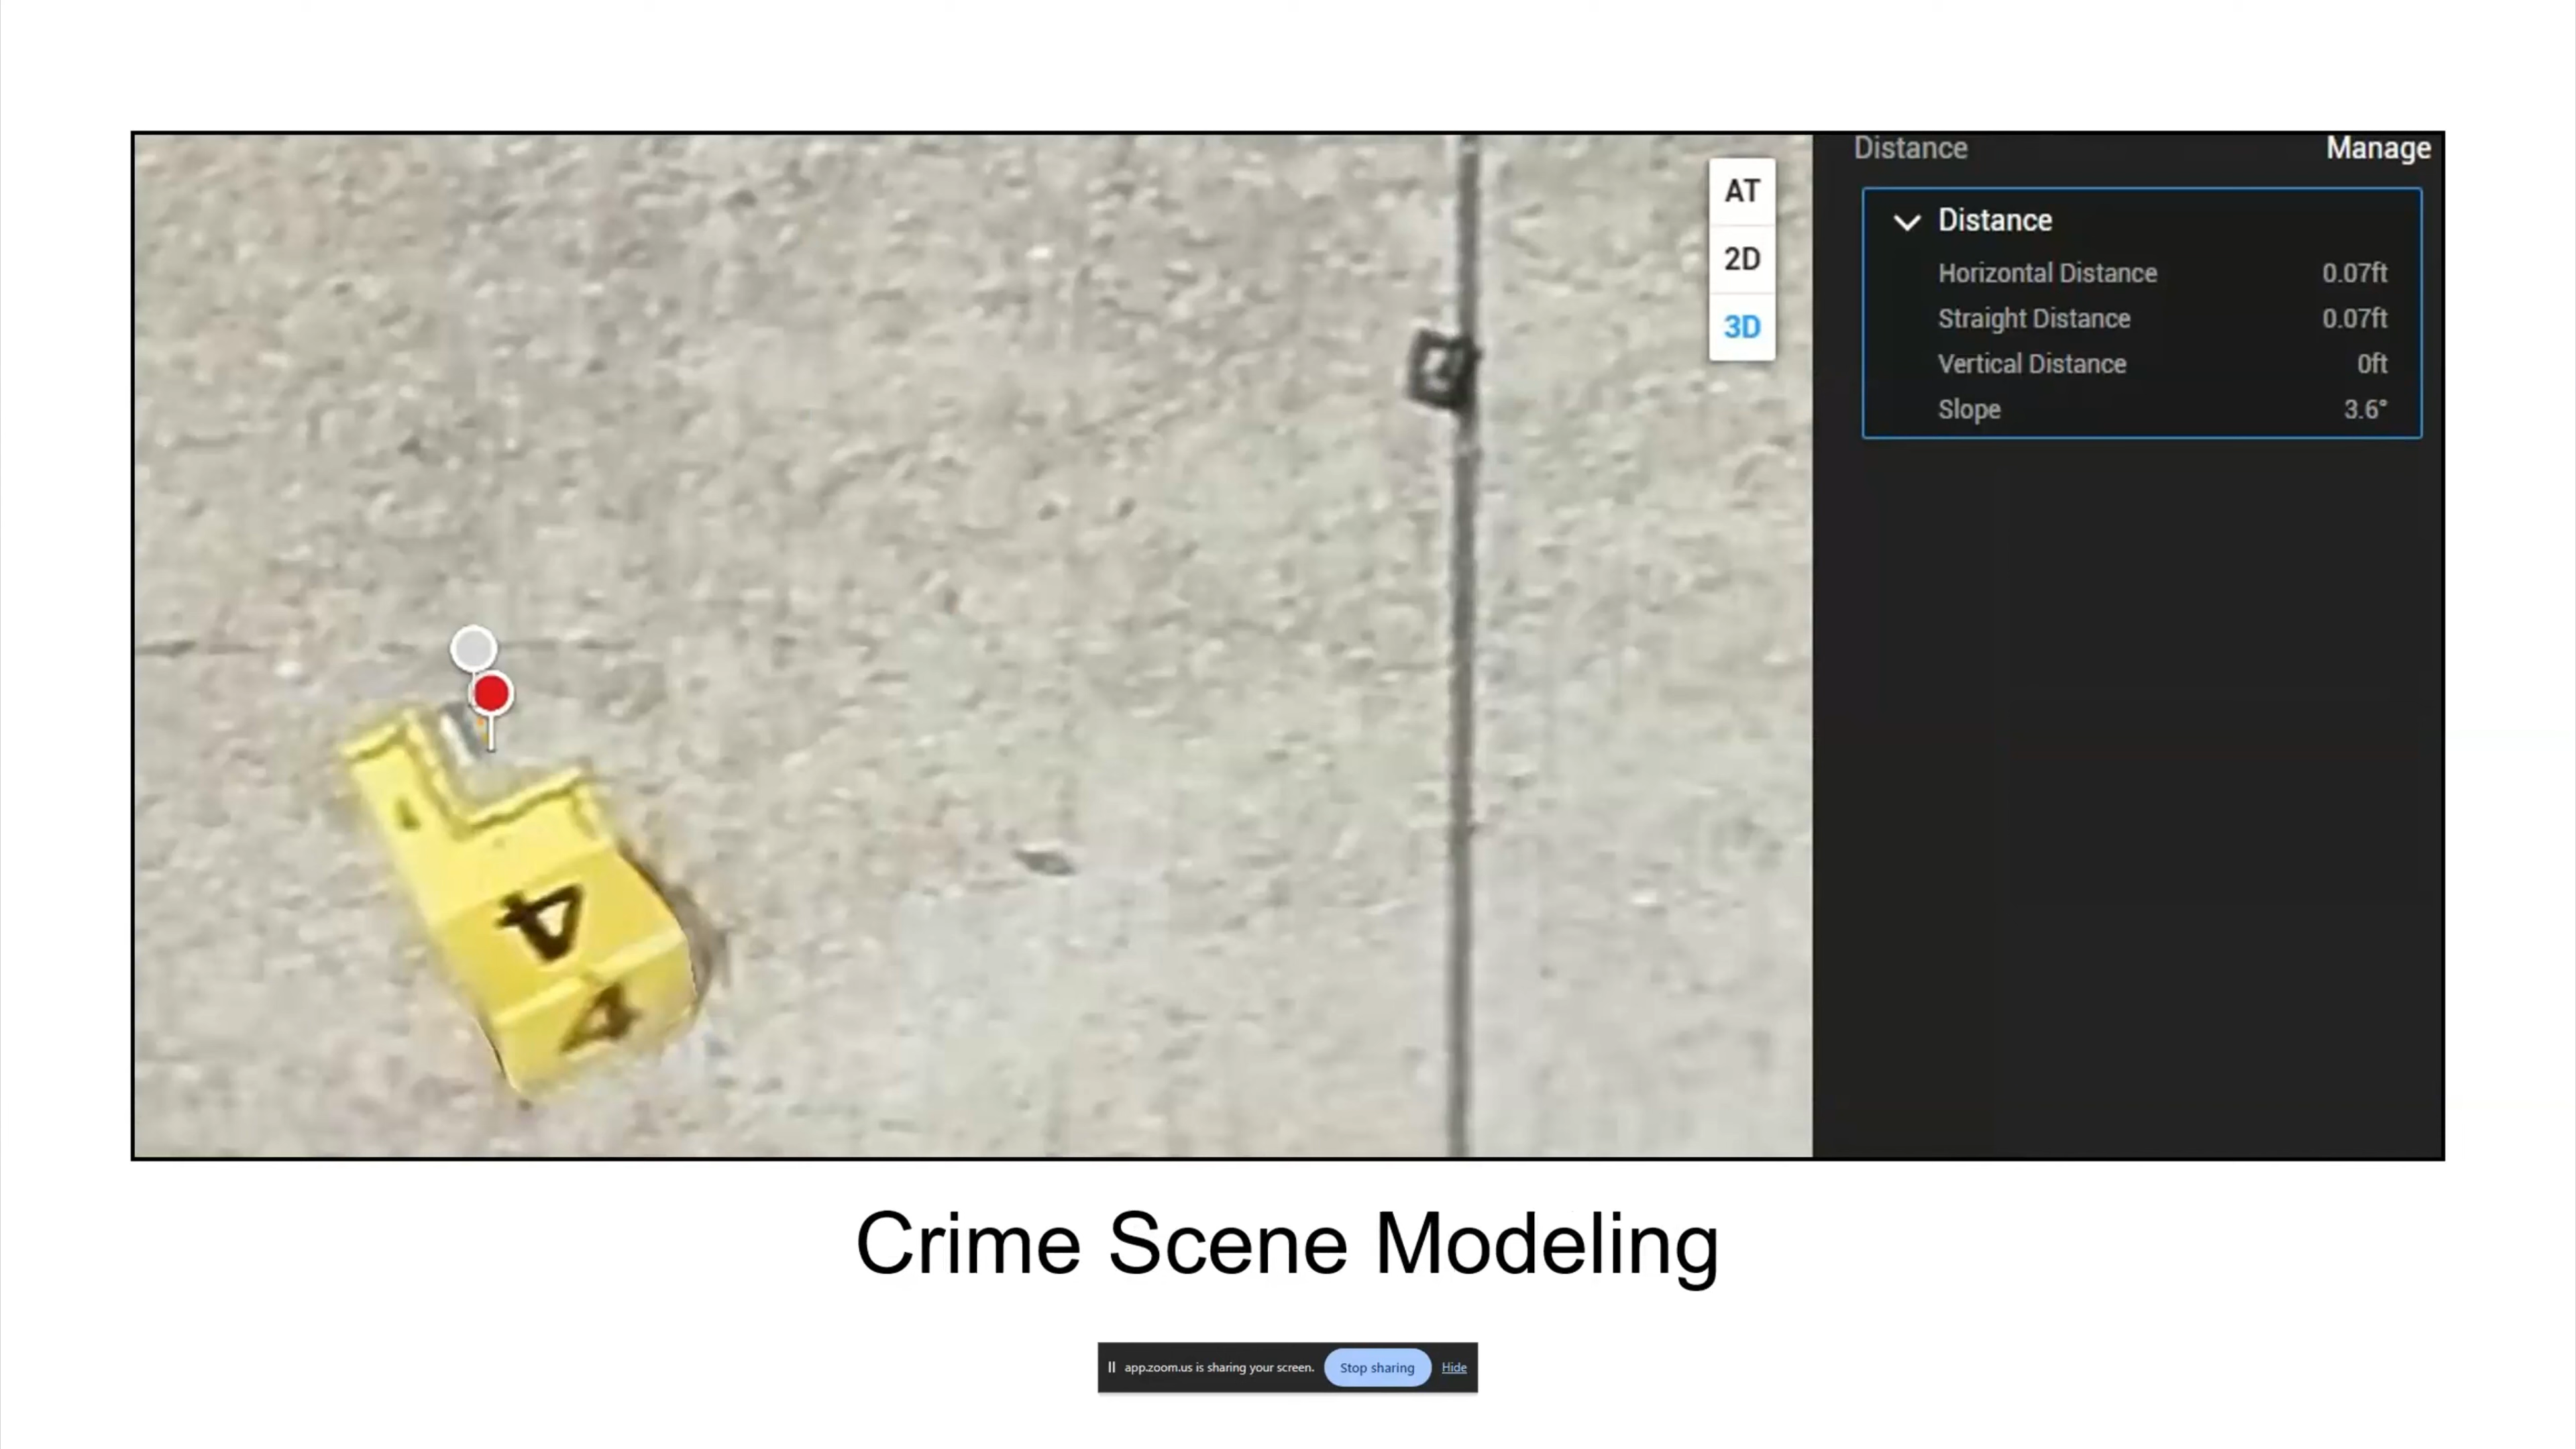 AT
2D
3D
4
4
Distance
Manage
Distance
Horizontal Distance 0.07ft
Straight Distance 0.07ft
Vertical Distance 0ft
Slope 3.6°
Crime Scene Modeling
app.zoom.us is sharing your screen. Stop sharing Hide